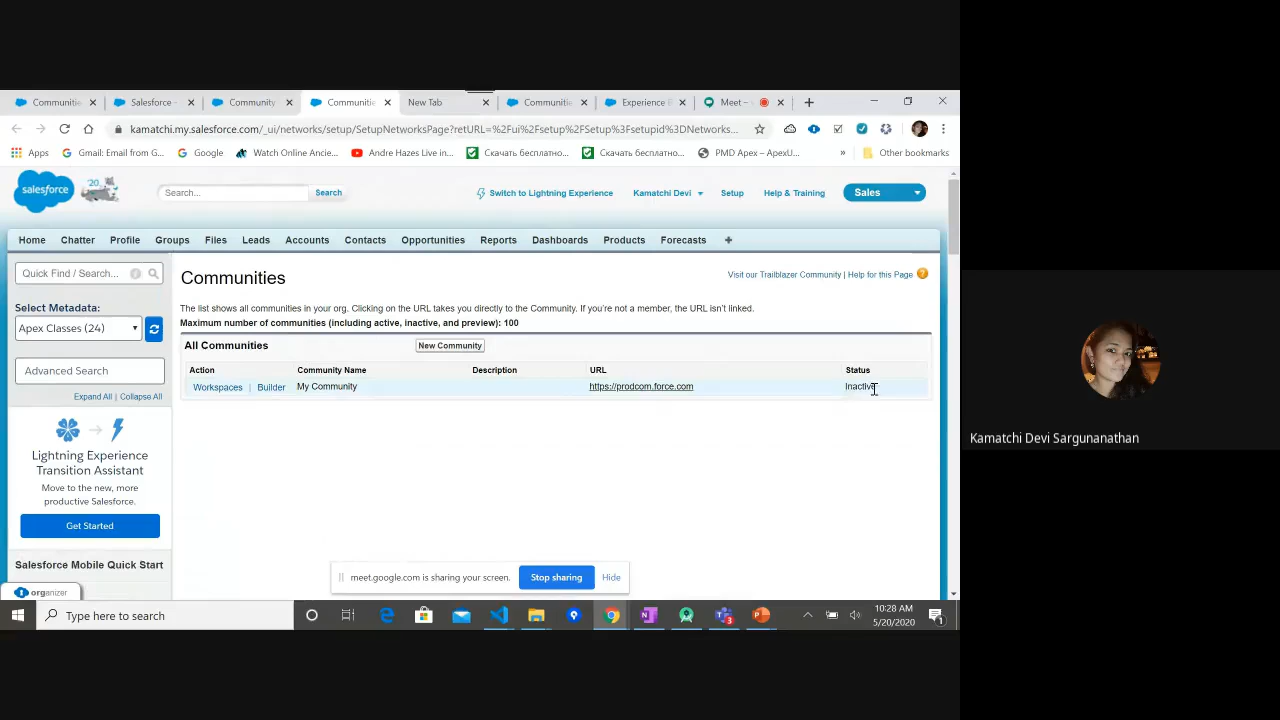 Communitie
Salesforce -
Community
Communitie
New Tab
Communitie
Experience
Meet –
kamatchi.my.salesforce.com/_ui/networks/setup/SetupNetworksPage?retURL=%2Fui%2Fsetup%2FSetup%3Fsetupid%3DNetworks...
Apps
Gmail: Email from G...
Google
Watch Online Ancie...
Andre Hazes Live in...
Скачать бесплатно...
Скачать бесплатно...
PMD Apex – ApexU...
»
Other bookmarks
salesforce
'20
Search...
Search
Switch to Lightning Experience
Kamatchi Devi
Setup
Help & Training
Sales
Home
Chatter
Profile
Groups
Files
Leads
Accounts
Contacts
Opportunities
Reports
Dashboards
Products
Forecasts
Quick Find / Search...
Select Metadata:
Apex Classes (24)
Advanced Search
Expand All | Collapse All
Lightning Experience
Transition Assistant
Move to the new, more
productive Salesforce.
Get Started
Salesforce Mobile Quick Start
organizer
Communities
Visit our Trailblazer Community | Help for this Page
The list shows all communities in your org. Clicking on the URL takes you directly to the Community. If you're not a member, the URL isn't linked.
Maximum number of communities (including active, inactive, and preview): 100
All Communities
New Community
Action
Community Name
Description
URL
Status
Workspaces | Builder
My Community
https://prodcom.force.com
Inactive
meet.google.com is sharing your screen.
Stop sharing
Hide
Type here to search
3
10:28 AM
5/20/2020
1
Kamatchi Devi Sargunanathan